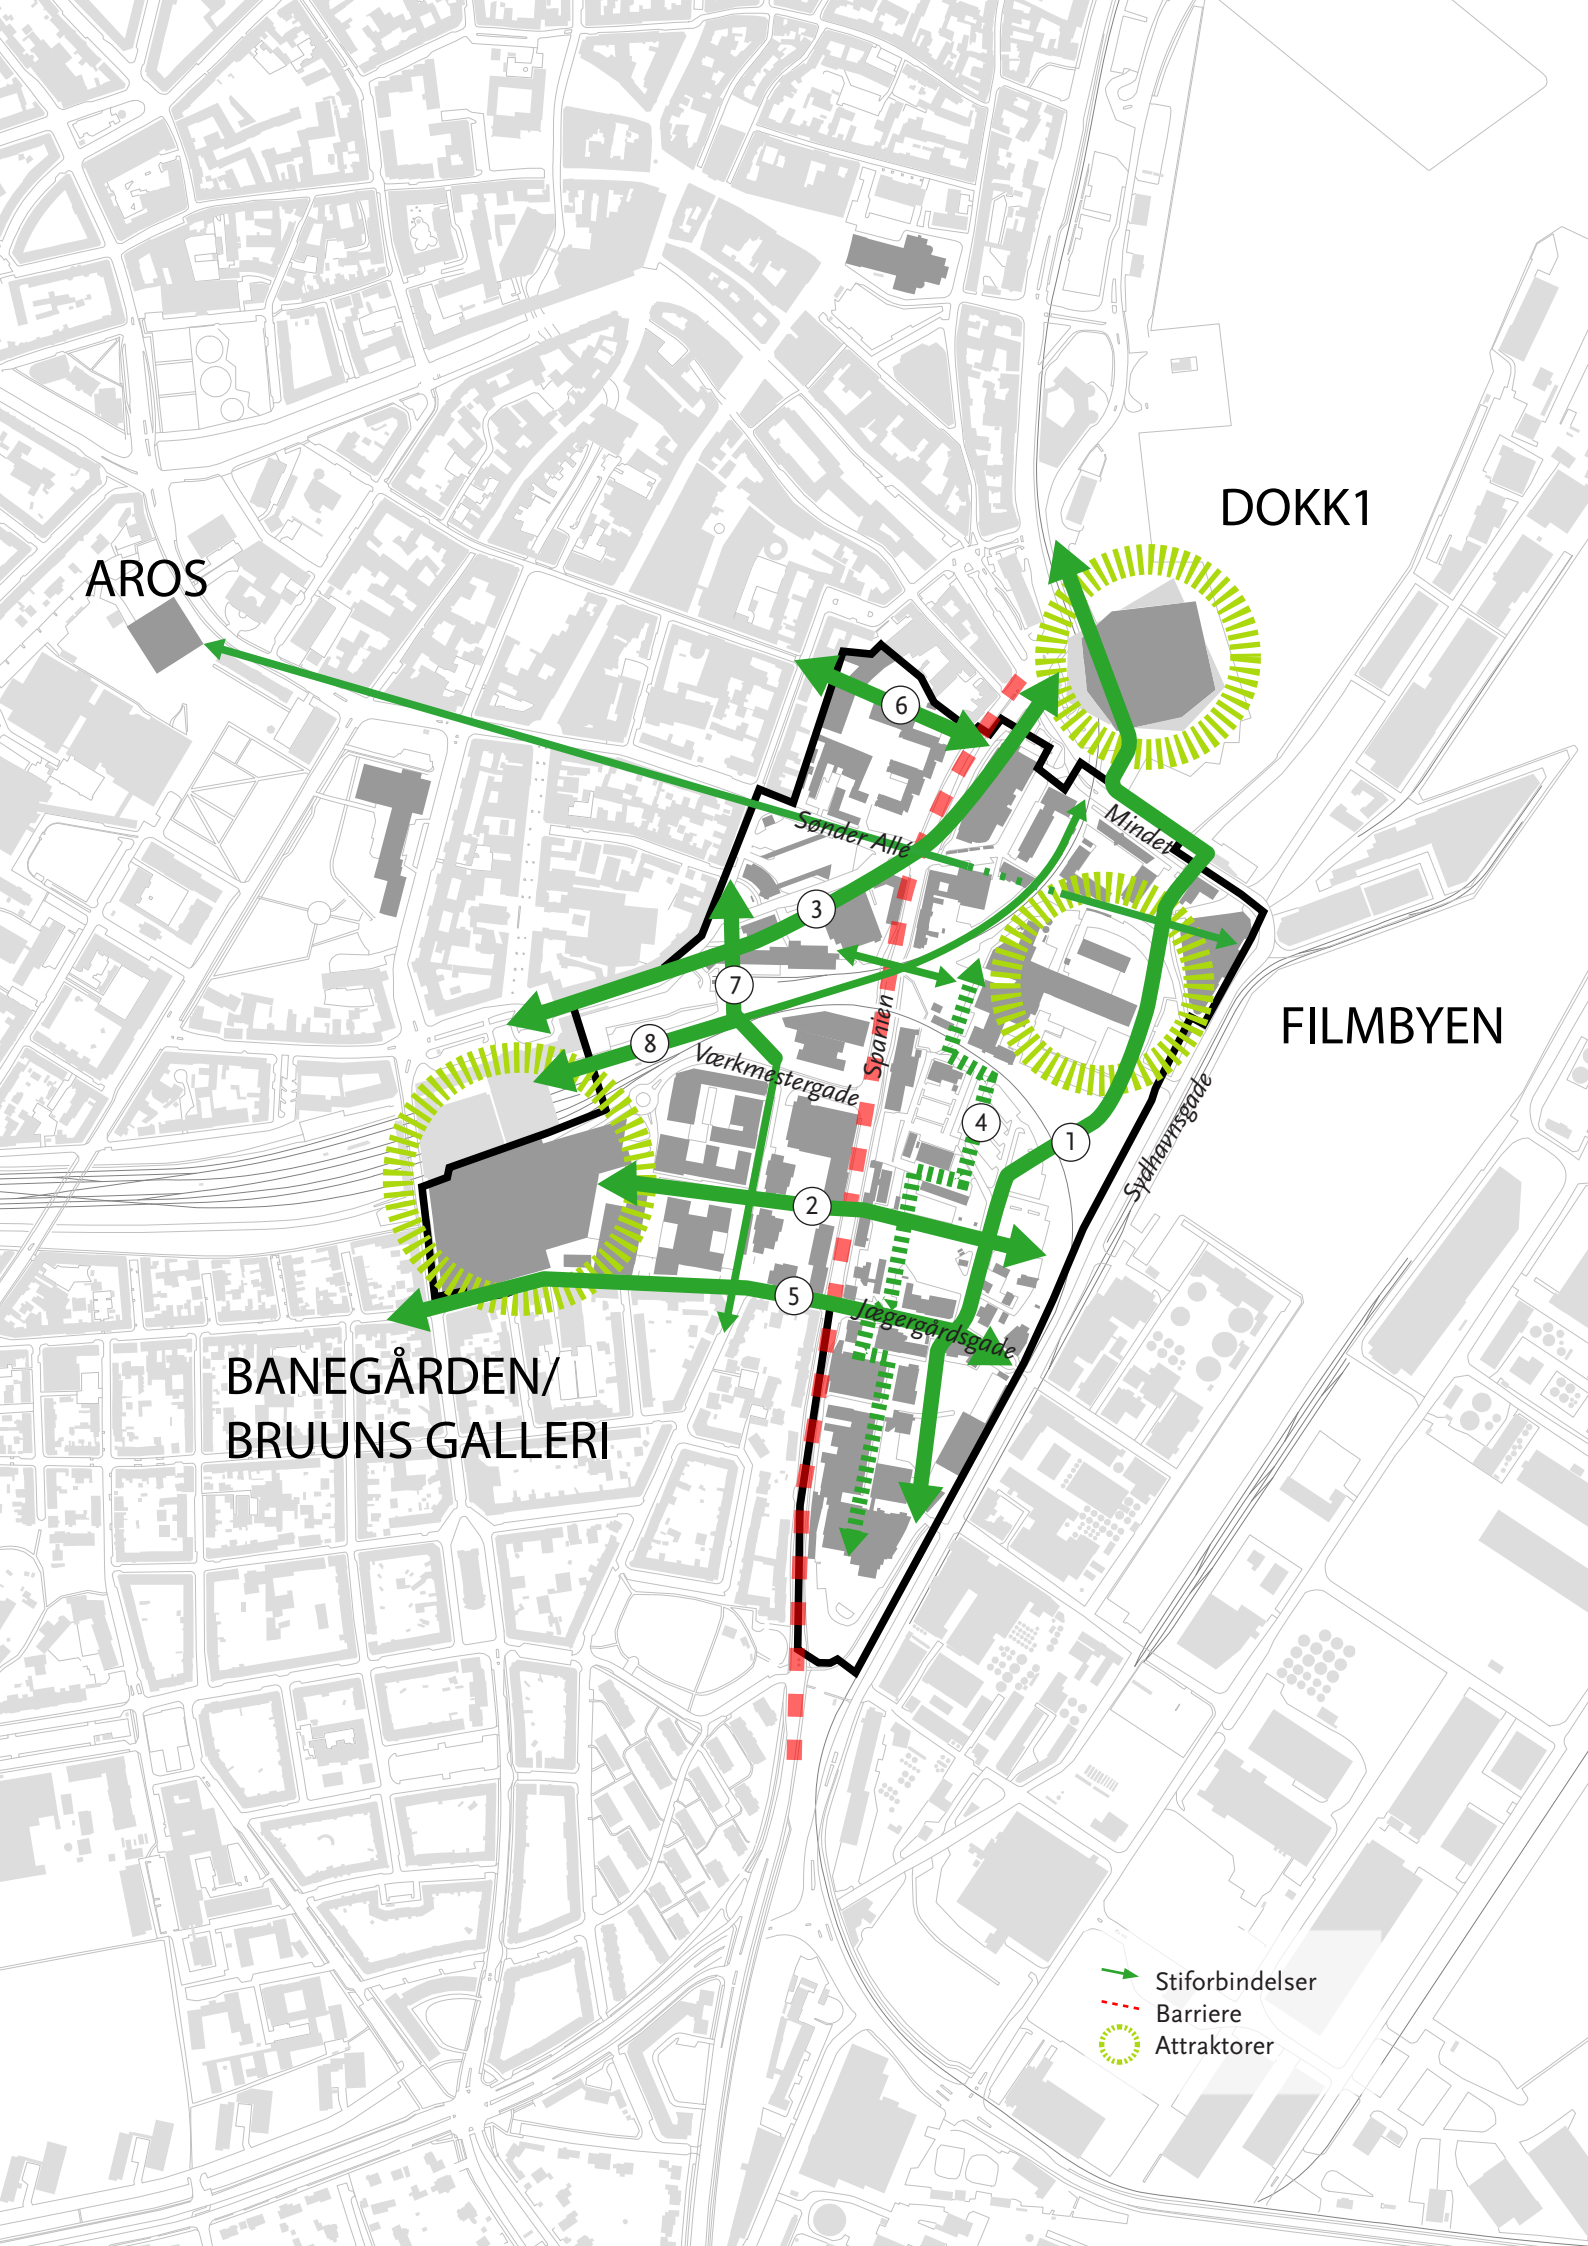 DOKK1
AROS
6
Mindet
Sønder Allé
3
7
8
Værkmestergade
Spanien
FILMBYEN
4
1
Sydhavnsgade
2
5
Jægergårdsgade
BANEGÅRDEN/
BRUUNS GALLERI
Stiforbindelser
Barriere
Attraktorer